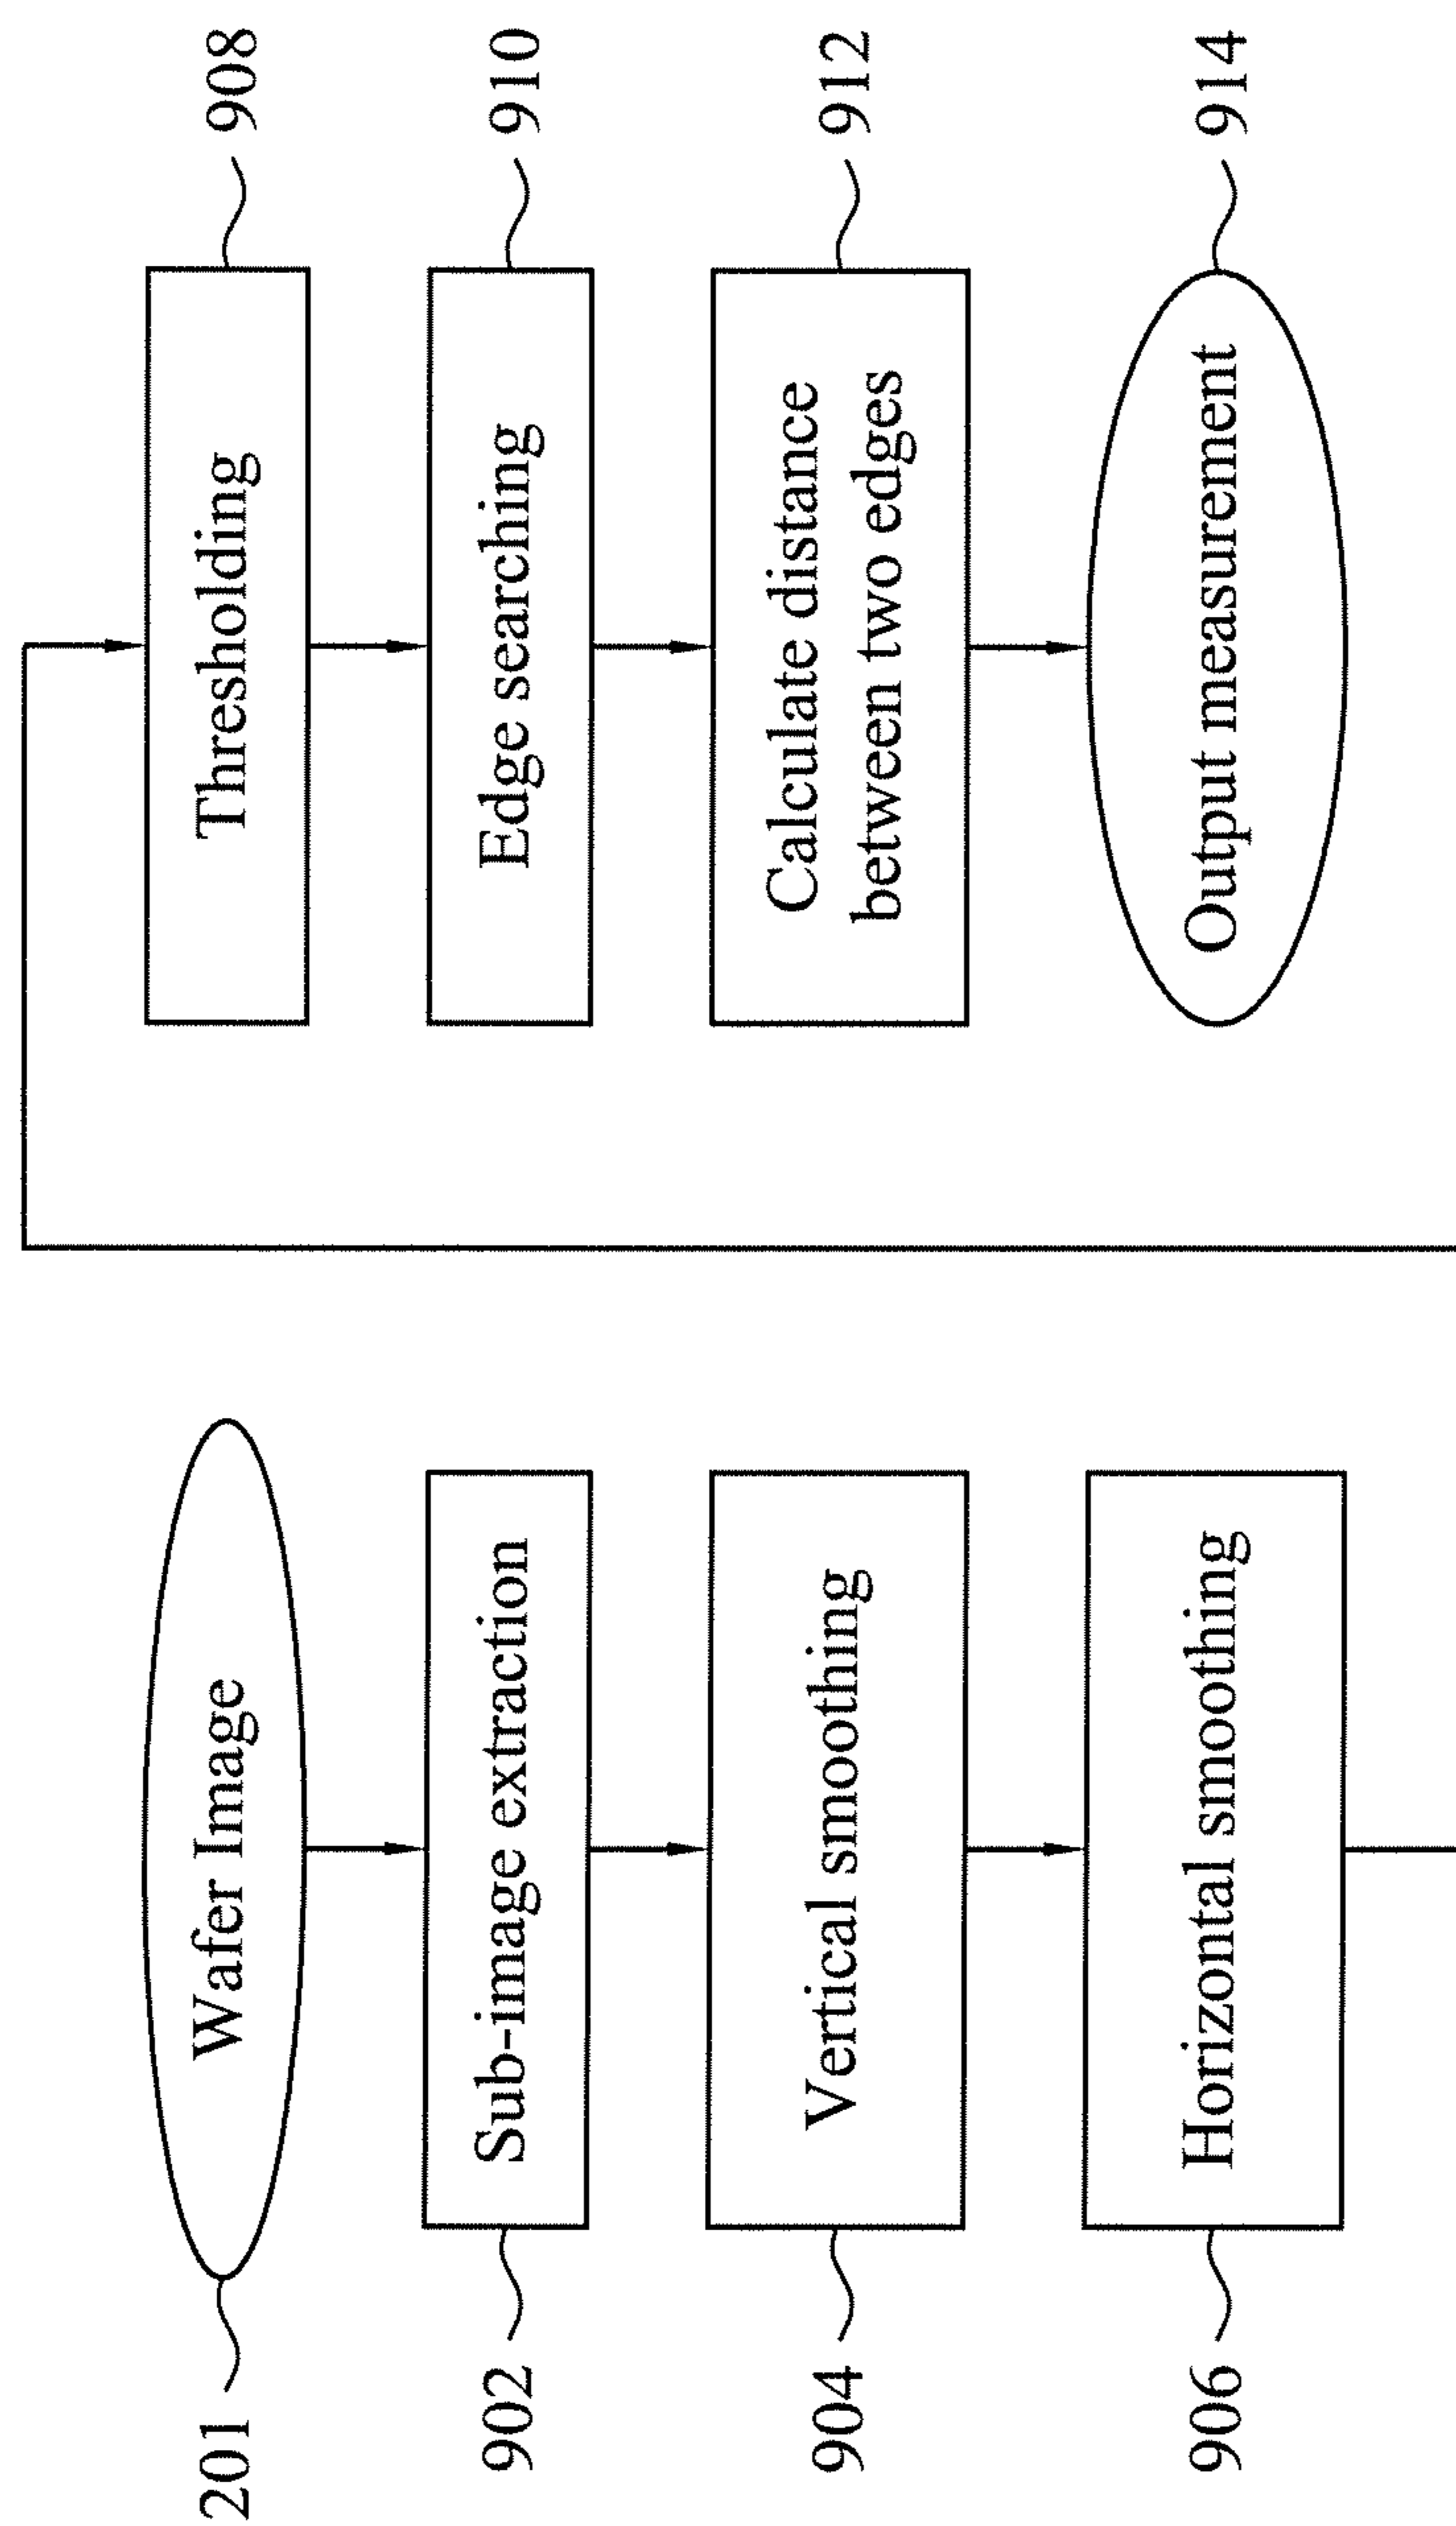 201
Wafer Image
902
Sub-image extraction
904
Vertical smoothing
906
Horizontal smoothing
Thresholding
908
Edge searching
910
Calculate distance
between two edges
912
Output measurement
914